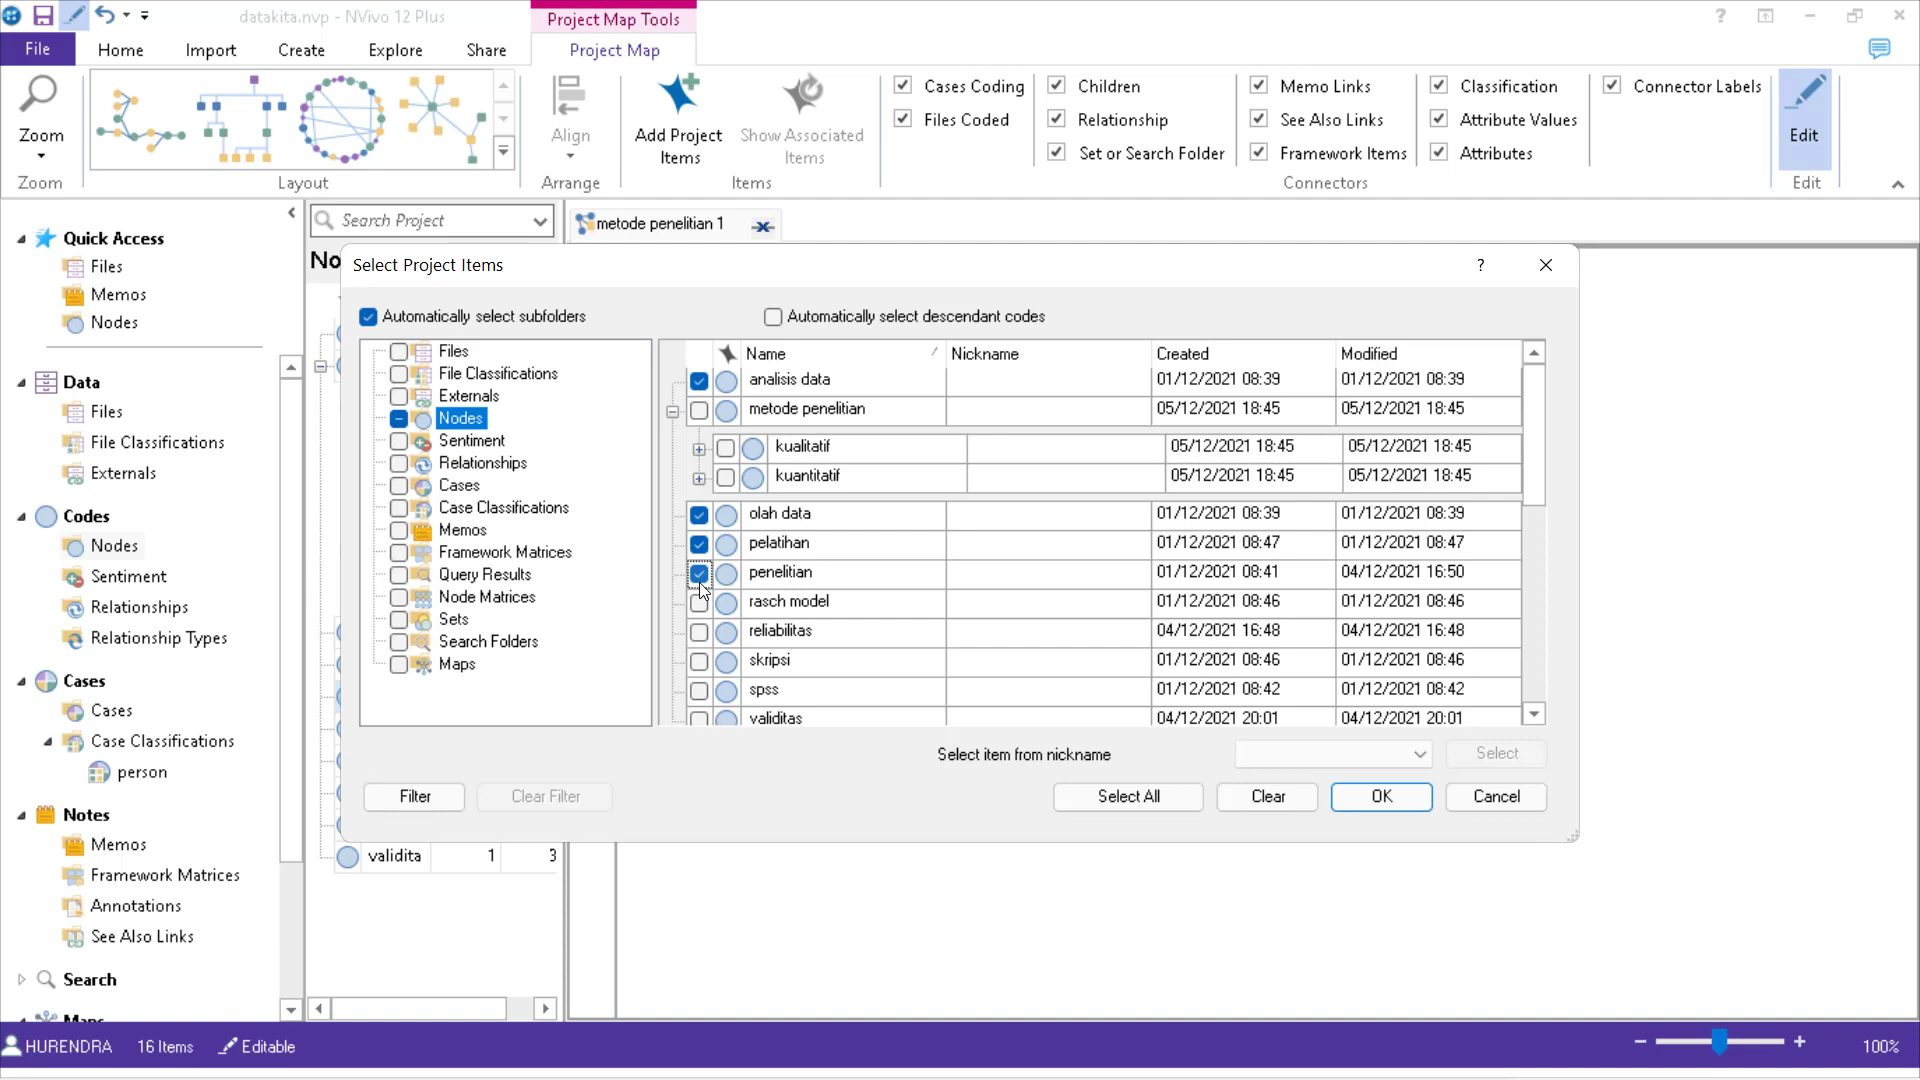 datakita.nvp - NVivo 12 Plus
Project Map Tools
File Home Import Create Explore Share Project Map
Zoom
Align
Add Project Items
Show Associated Items
Cases Coding
Files Coded
Children
Relationship
Set or Search Folder
Memo Links
See Also Links
Framework Items
Classification
Attribute Values
Attributes
Connector Labels
Edit
Zoom Layout Arrange Items Connectors Edit
Quick Access
Files
Memos
Nodes
Data
Files
File Classifications
Externals
Codes
Nodes
Sentiment
Relationships
Relationship Types
Cases
Cases
Case Classifications
person
Notes
Memos
Framework Matrices
Annotations
See Also Links
Search
Maps
Search Project
metode penelitian 1
No
Select Project Items
?
Automatically select subfolders
Automatically select descendant codes
Files
File Classifications
Externals
Nodes
Sentiment
Relationships
Cases
Case Classifications
Memos
Framework Matrices
Query Results
Node Matrices
Sets
Search Folders
Maps
Name Nickname Created Modified
analisis data 01/12/2021 08:39 01/12/2021 08:39
metode penelitian 05/12/2021 18:45 05/12/2021 18:45
kualitatif 05/12/2021 18:45 05/12/2021 18:45
kuantitatif 05/12/2021 18:45 05/12/2021 18:45
olah data 01/12/2021 08:39 01/12/2021 08:39
pelatihan 01/12/2021 08:47 01/12/2021 08:47
penelitian 01/12/2021 08:41 04/12/2021 16:50
rasch model 01/12/2021 08:46 01/12/2021 08:46
reliabilitas 04/12/2021 16:48 04/12/2021 16:48
skripsi 01/12/2021 08:46 01/12/2021 08:46
spss 01/12/2021 08:42 01/12/2021 08:42
validitas 04/12/2021 20:01 04/12/2021 20:01
Select item from nickname
Select
Filter Clear Filter Select All Clear OK Cancel
validita 1 3
HURENDRA 16 Items Editable 100%